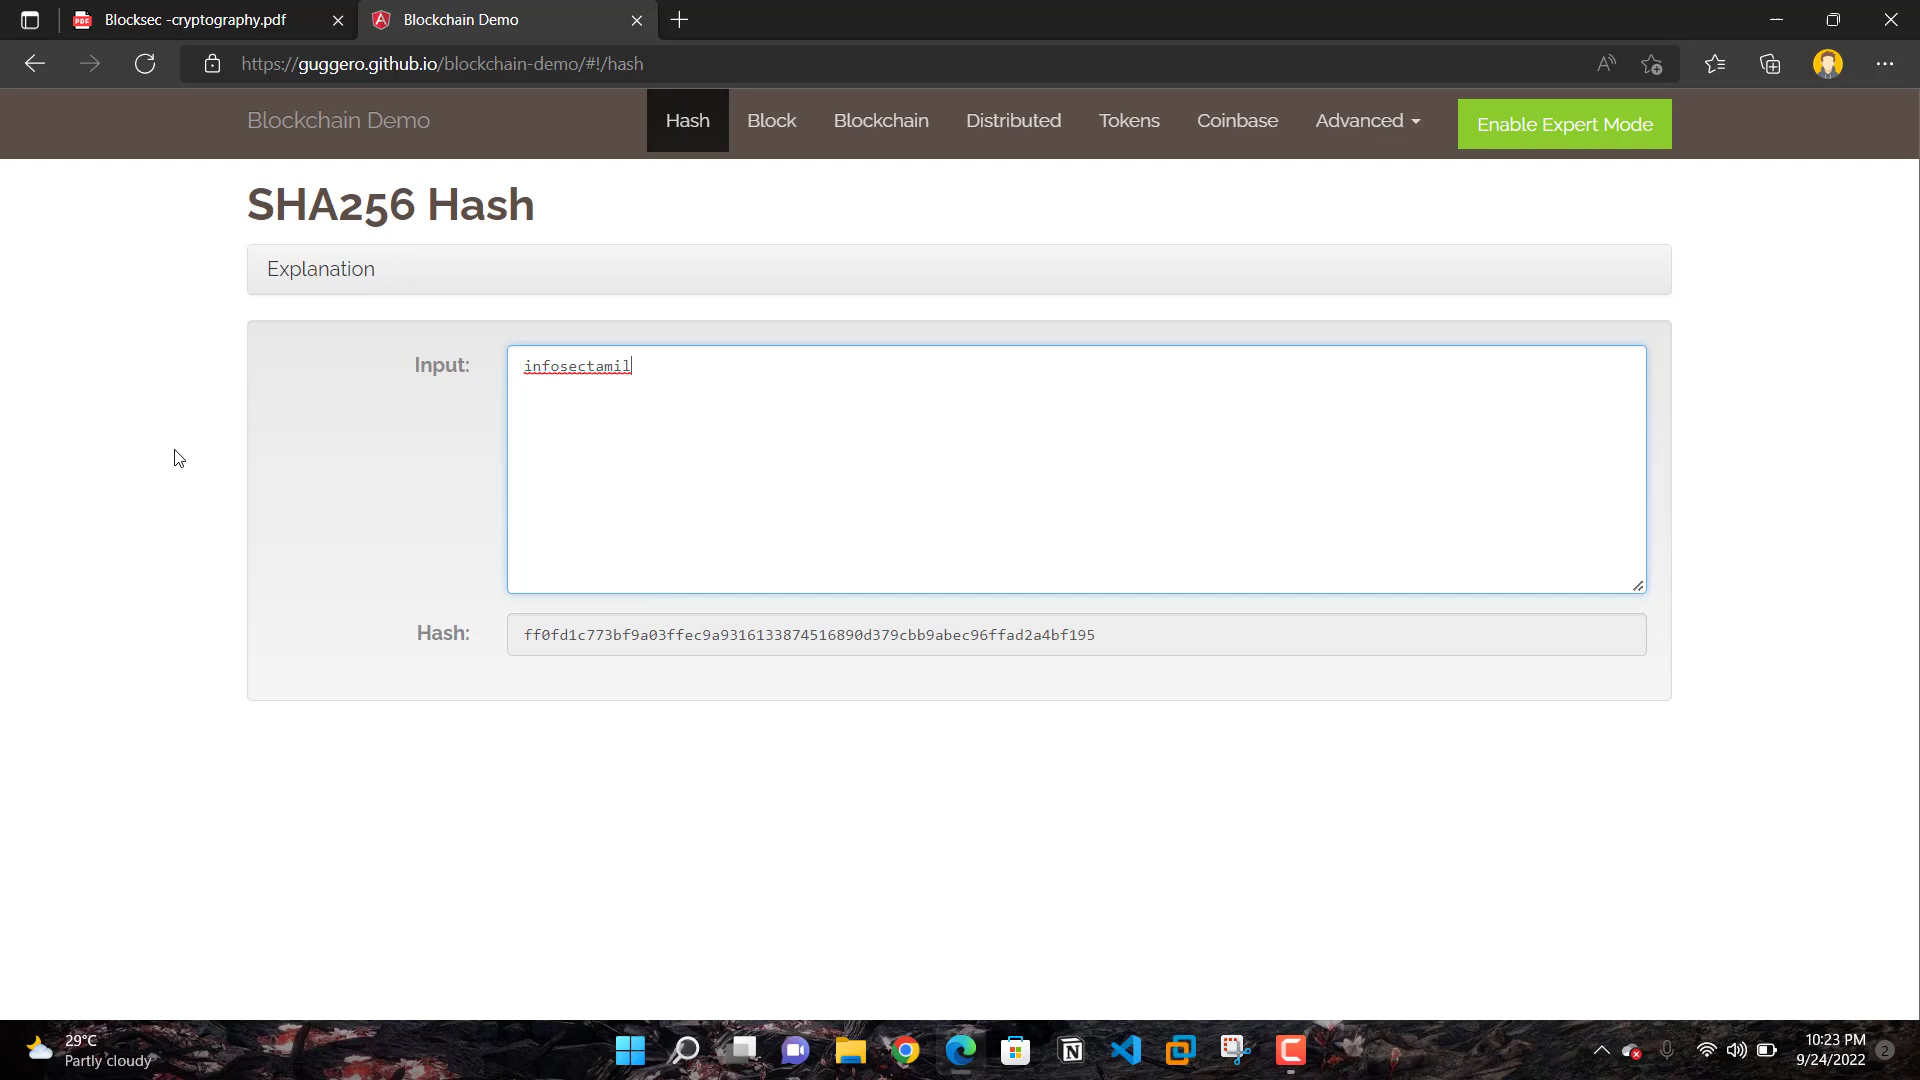 Blocksec -cryptography.pdf
Blockchain Demo
https://guggero.github.io/blockchain-demo/#!/hash
Blockchain Demo
Hash
Block
Blockchain
Distributed
Tokens
Coinbase
Advanced
Enable Expert Mode
SHA256 Hash
Explanation
Input:
infosectamil
Hash:
ff0fd1c773bf9a03ffec9a9316133874516890d379cbb9abec96ffad2a4bf195
29°C
Partly cloudy
10:23 PM
9/24/2022
2